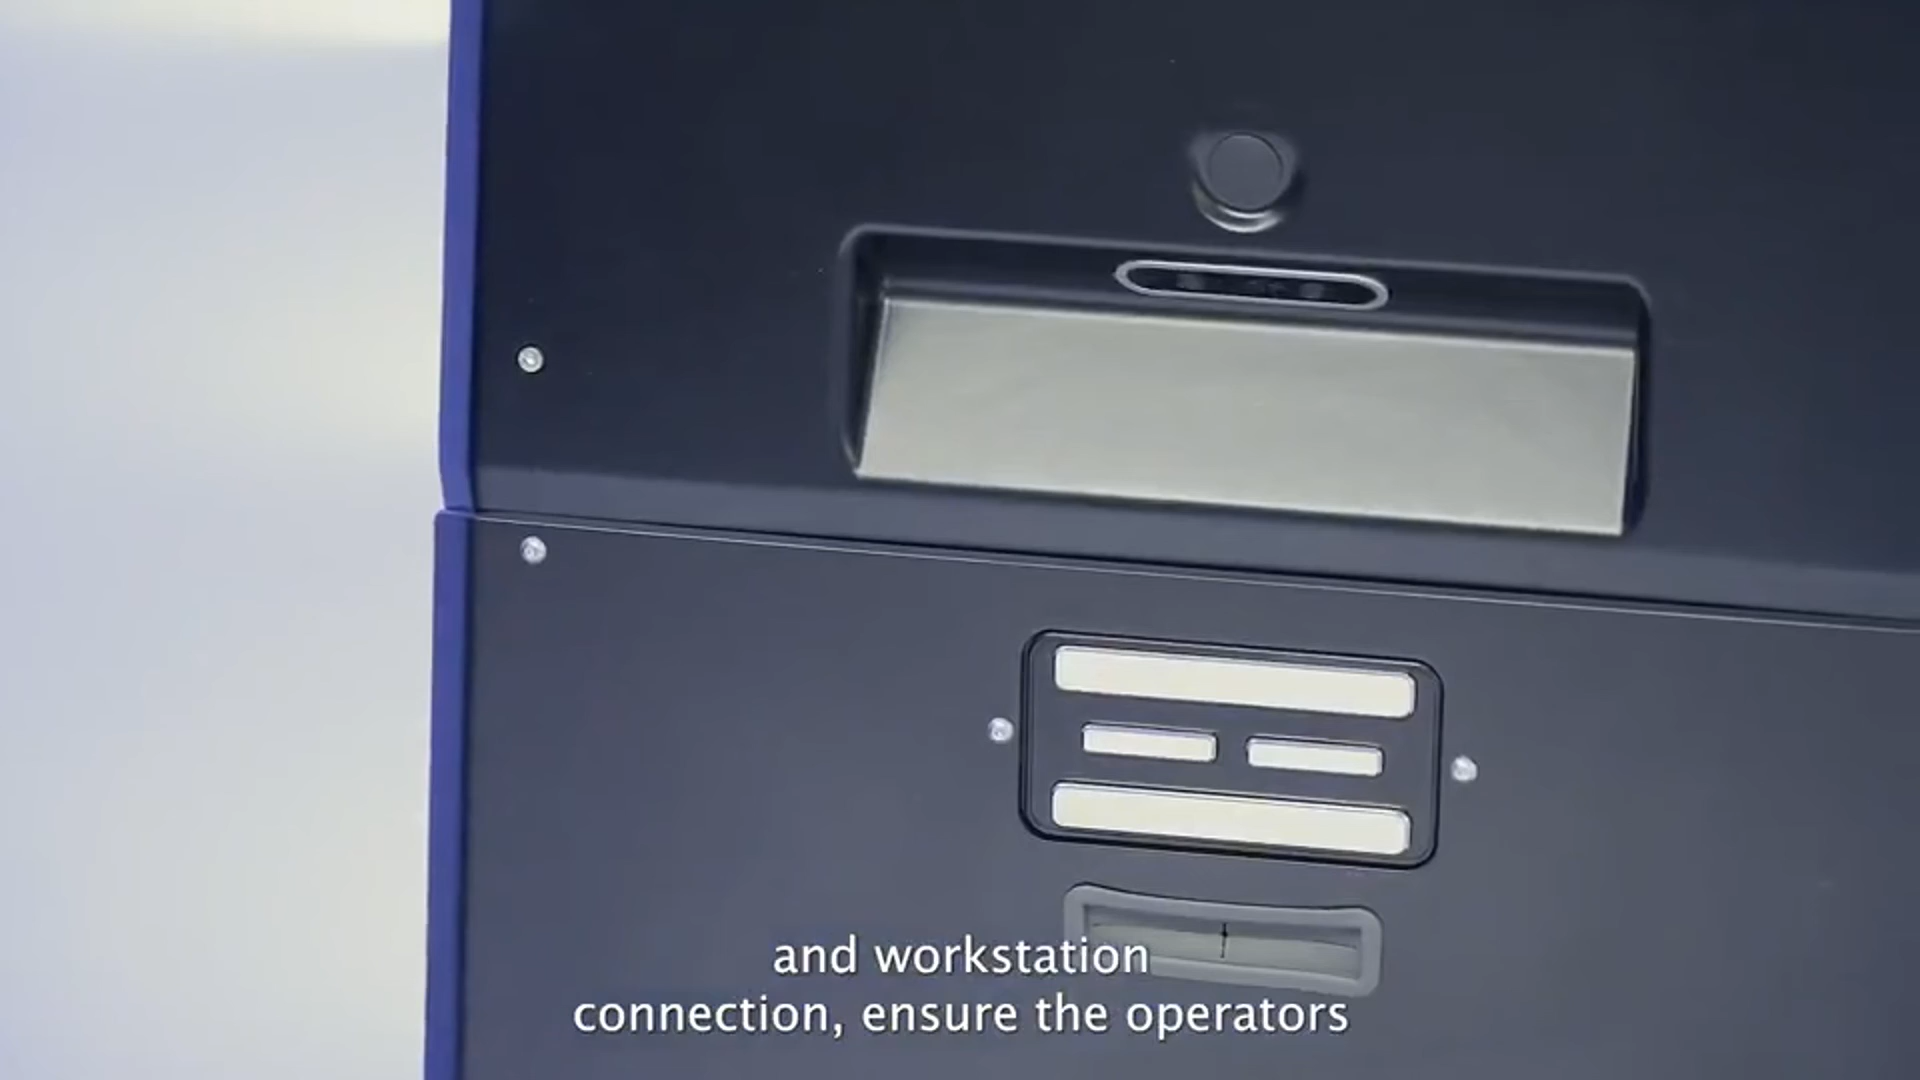 and workstation
connection, ensure the operators